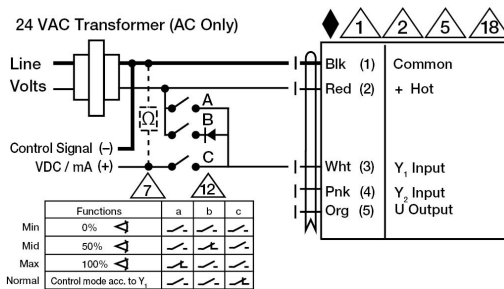 24 VAC Transformer (AC Only)
1 2 5 18
Line
Volts
Blk (1) Common
Red (2) + Hot
A
B
C
Ω
Control Signal (–)
VDC / mA (+)
Wht (3) Y1 Input
Pnk (4) Y2 Input
Org (5) U Output
7 12
Functions a b c
Min 0%
Mid 50%
Max 100%
Normal Control mode acc. to Y1